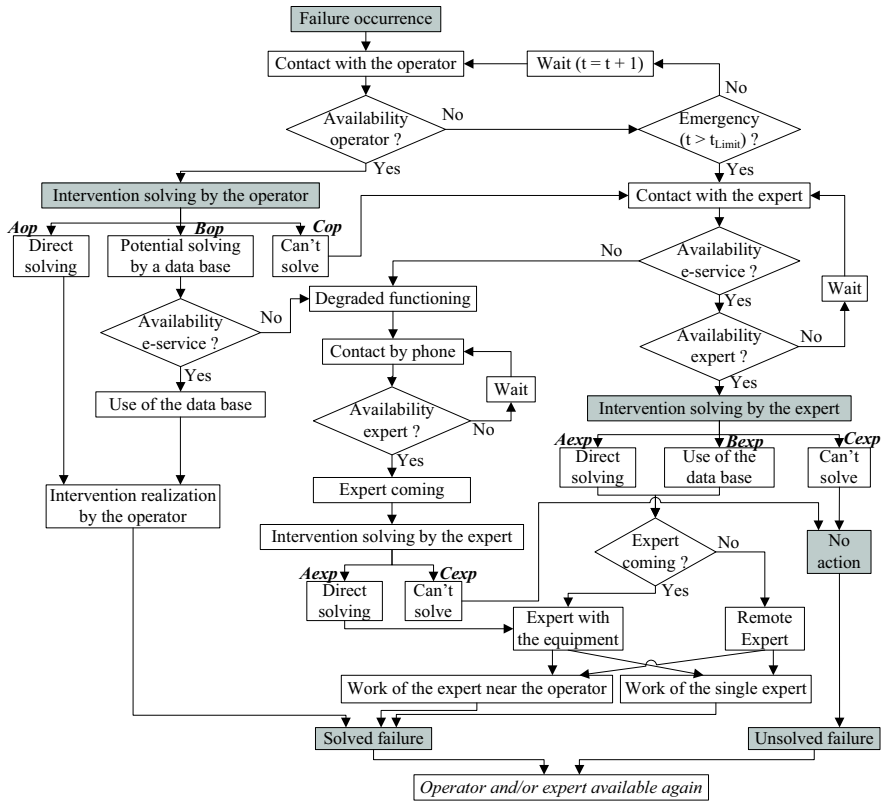 Failure occurrence
Contact with the operator
Wait (t = t + 1)
No
Availability
operator ?
No
Emergency
(t > tLimit) ?
Yes
Yes
Intervention solving by the operator
Contact with the expert
Aop
Bop
Cop
Direct
solving
Potential solving
by a data base
Can't
solve
No
Availability
e-service ?
Wait
Degraded functioning
Yes
Availability
e-service ?
No
Availability
expert ?
No
Contact by phone
Yes
Wait
Yes
Use of the data base
Availability
expert ?
No
Intervention solving by the expert
Aexp
Bexp
Cexp
Yes
Direct
solving
Use of the
data base
Can't
solve
Expert coming
Intervention realization
by the operator
Intervention solving by the expert
Expert
coming ?
No
No
action
Aexp
Cexp
Yes
Direct
solving
Can't
solve
Expert with
the equipment
Remote
Expert
Work of the expert near the operator
Work of the single expert
Solved failure
Unsolved failure
Operator and/or expert available again